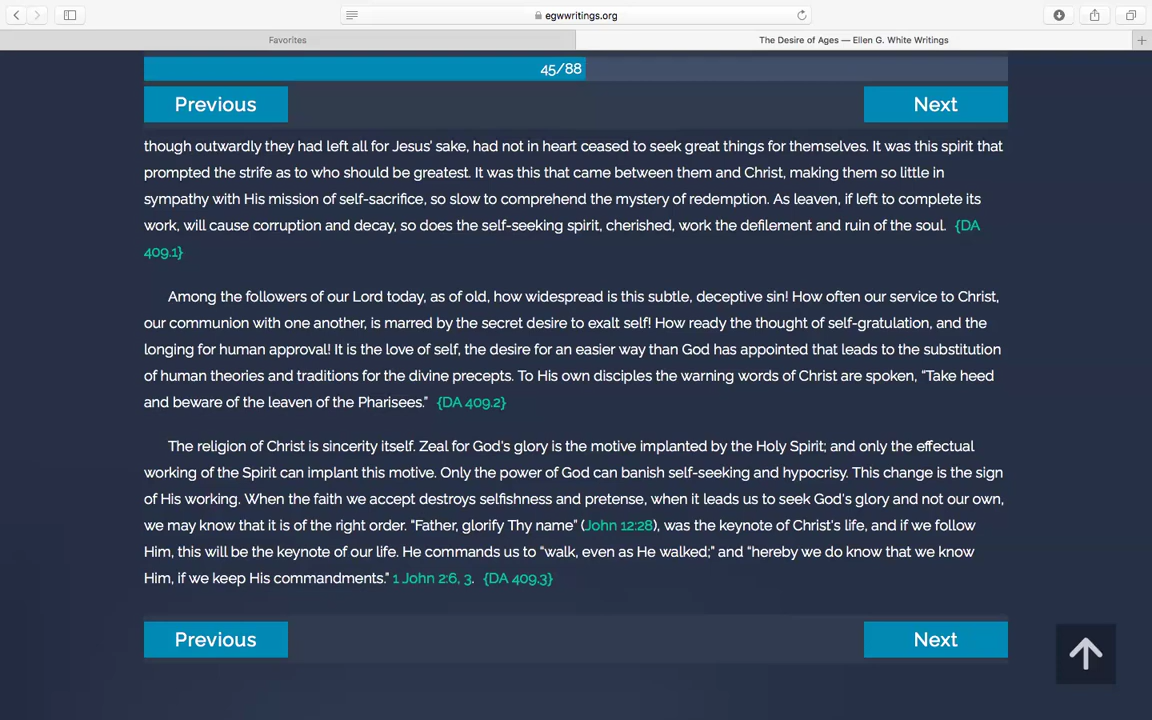 egwwritings.org
Favorites
The Desire of Ages — Ellen G. White Writings
45/88
Previous
Next
though outwardly they had left all for Jesus’ sake, had not in heart ceased to seek great things for themselves. It was this spirit that
prompted the strife as to who should be greatest. It was this that came between them and Christ, making them so little in
sympathy with His mission of self-sacrifice, so slow to comprehend the mystery of redemption. As leaven, if left to complete its
work, will cause corruption and decay, so does the self-seeking spirit, cherished, work the defilement and ruin of the soul. {DA
409.1}
Among the followers of our Lord today, as of old, how widespread is this subtle, deceptive sin! How often our service to Christ,
our communion with one another, is marred by the secret desire to exalt self! How ready the thought of self-gratulation, and the
longing for human approval! It is the love of self, the desire for an easier way than God has appointed that leads to the substitution
of human theories and traditions for the divine precepts. To His own disciples the warning words of Christ are spoken, “Take heed
and beware of the leaven of the Pharisees.” {DA 409.2}
The religion of Christ is sincerity itself. Zeal for God’s glory is the motive implanted by the Holy Spirit; and only the effectual
working of the Spirit can implant this motive. Only the power of God can banish self-seeking and hypocrisy. This change is the sign
of His working. When the faith we accept destroys selfishness and pretense, when it leads us to seek God’s glory and not our own,
we may know that it is of the right order. “Father, glorify Thy name” (John 12:28), was the keynote of Christ’s life, and if we follow
Him, this will be the keynote of our life. He commands us to “walk, even as He walked;” and “hereby we do know that we know
Him, if we keep His commandments.” 1 John 2:6, 3. {DA 409.3}
Previous
Next